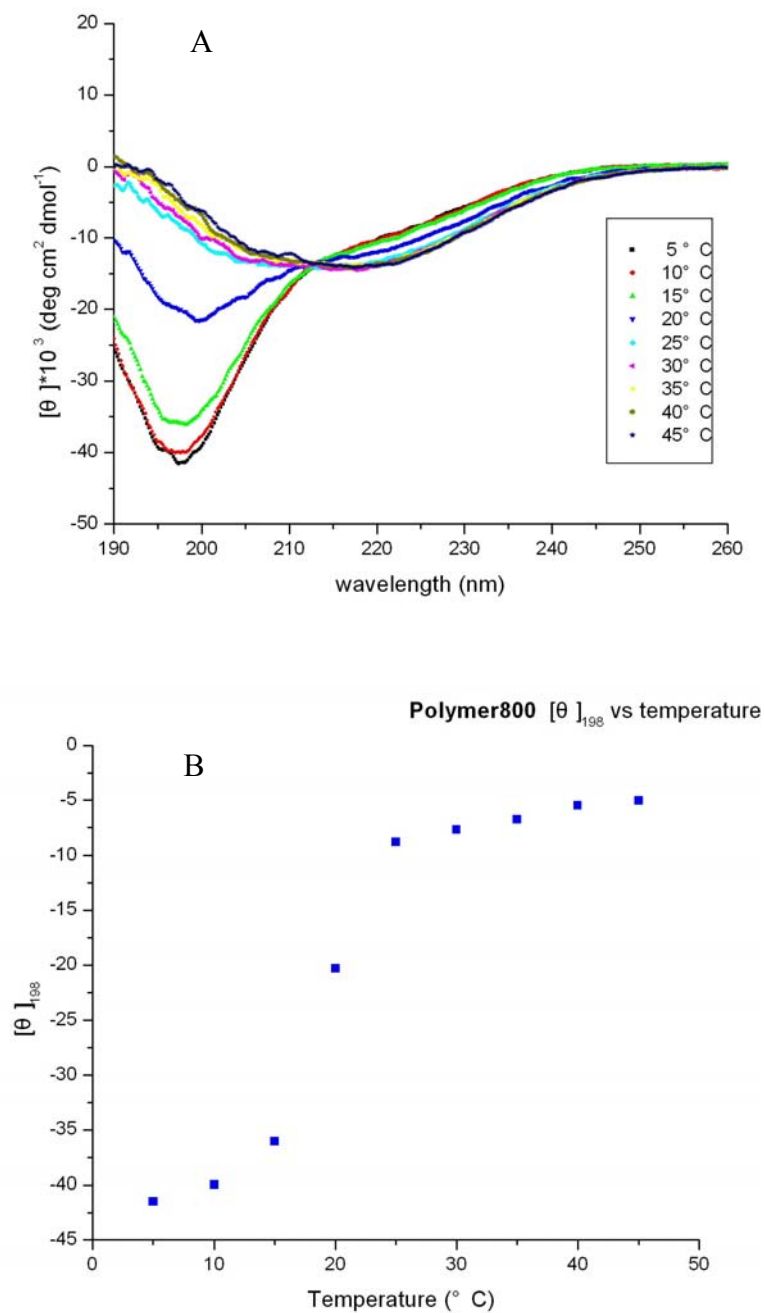 A
20
10
0
-10
-20
-30
-40
-50
[θ ]*10³ (deg cm² dmol⁻¹)
190 200 210 220 230 240 250 260
wavelength (nm)
5 ° C
10° C
15° C
20° C
25° C
30° C
35° C
40° C
45° C
Polymer800 [θ ]₁₉₈ vs temperature
B
0
-5
-10
-15
-20
-25
-30
-35
-40
-45
[θ ]₁₉₈
0 10 20 30 40 50
Temperature (° C)